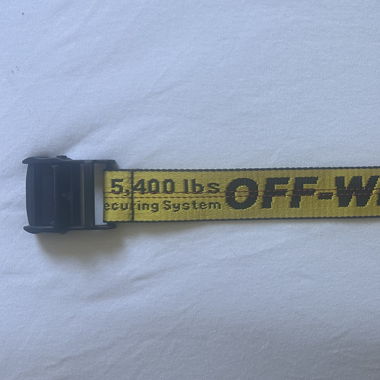 5,400 lbs
ecuring System
OFF-W